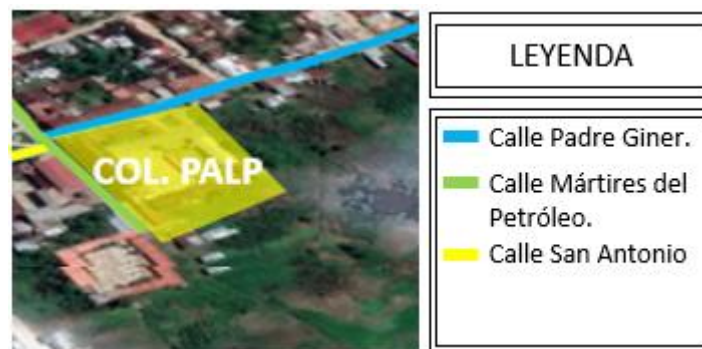 COL. PALP
LEYENDA
Calle Padre Giner.
Calle Mártires del
Petróleo.
Calle San Antonio